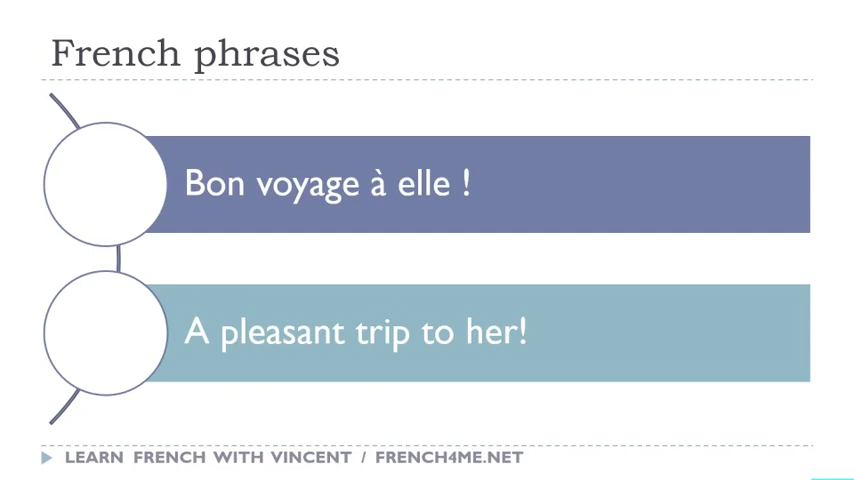 French phrases
Bon voyage à elle !
A pleasant trip to her!
LEARN FRENCH WITH VINCENT / FRENCH4ME.NET